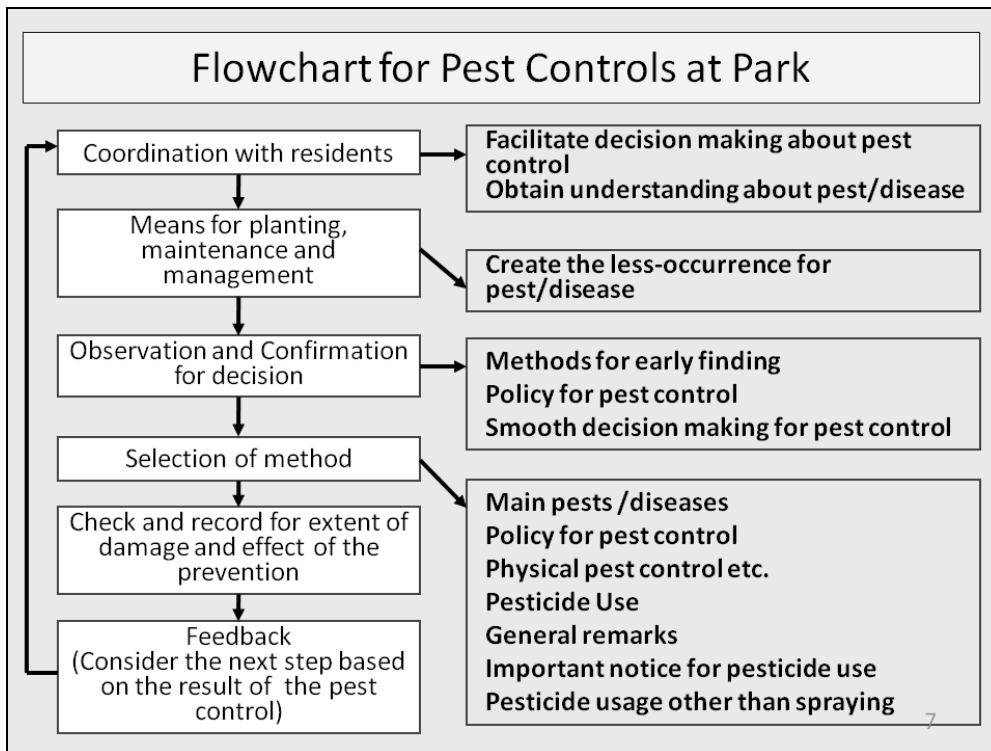 Flowchart for Pest Controls at Park
Coordination with residents
Facilitate decision making about pest
control
Obtain understanding about pest/disease
Means for planting,
maintenance and
management
Create the less-occurrence for
pest/disease
Observation and Confirmation
for decision
Methods for early finding
Policy for pest control
Smooth decision making for pest control
Selection of method
Main pests /diseases
Policy for pest control
Physical pest control etc.
Pesticide Use
General remarks
Important notice for pesticide use
Pesticide usage other than spraying
Check and record for extent of
damage and effect of the
prevention
Feedback
(Consider the next step based
on the result of the pest
control)
7